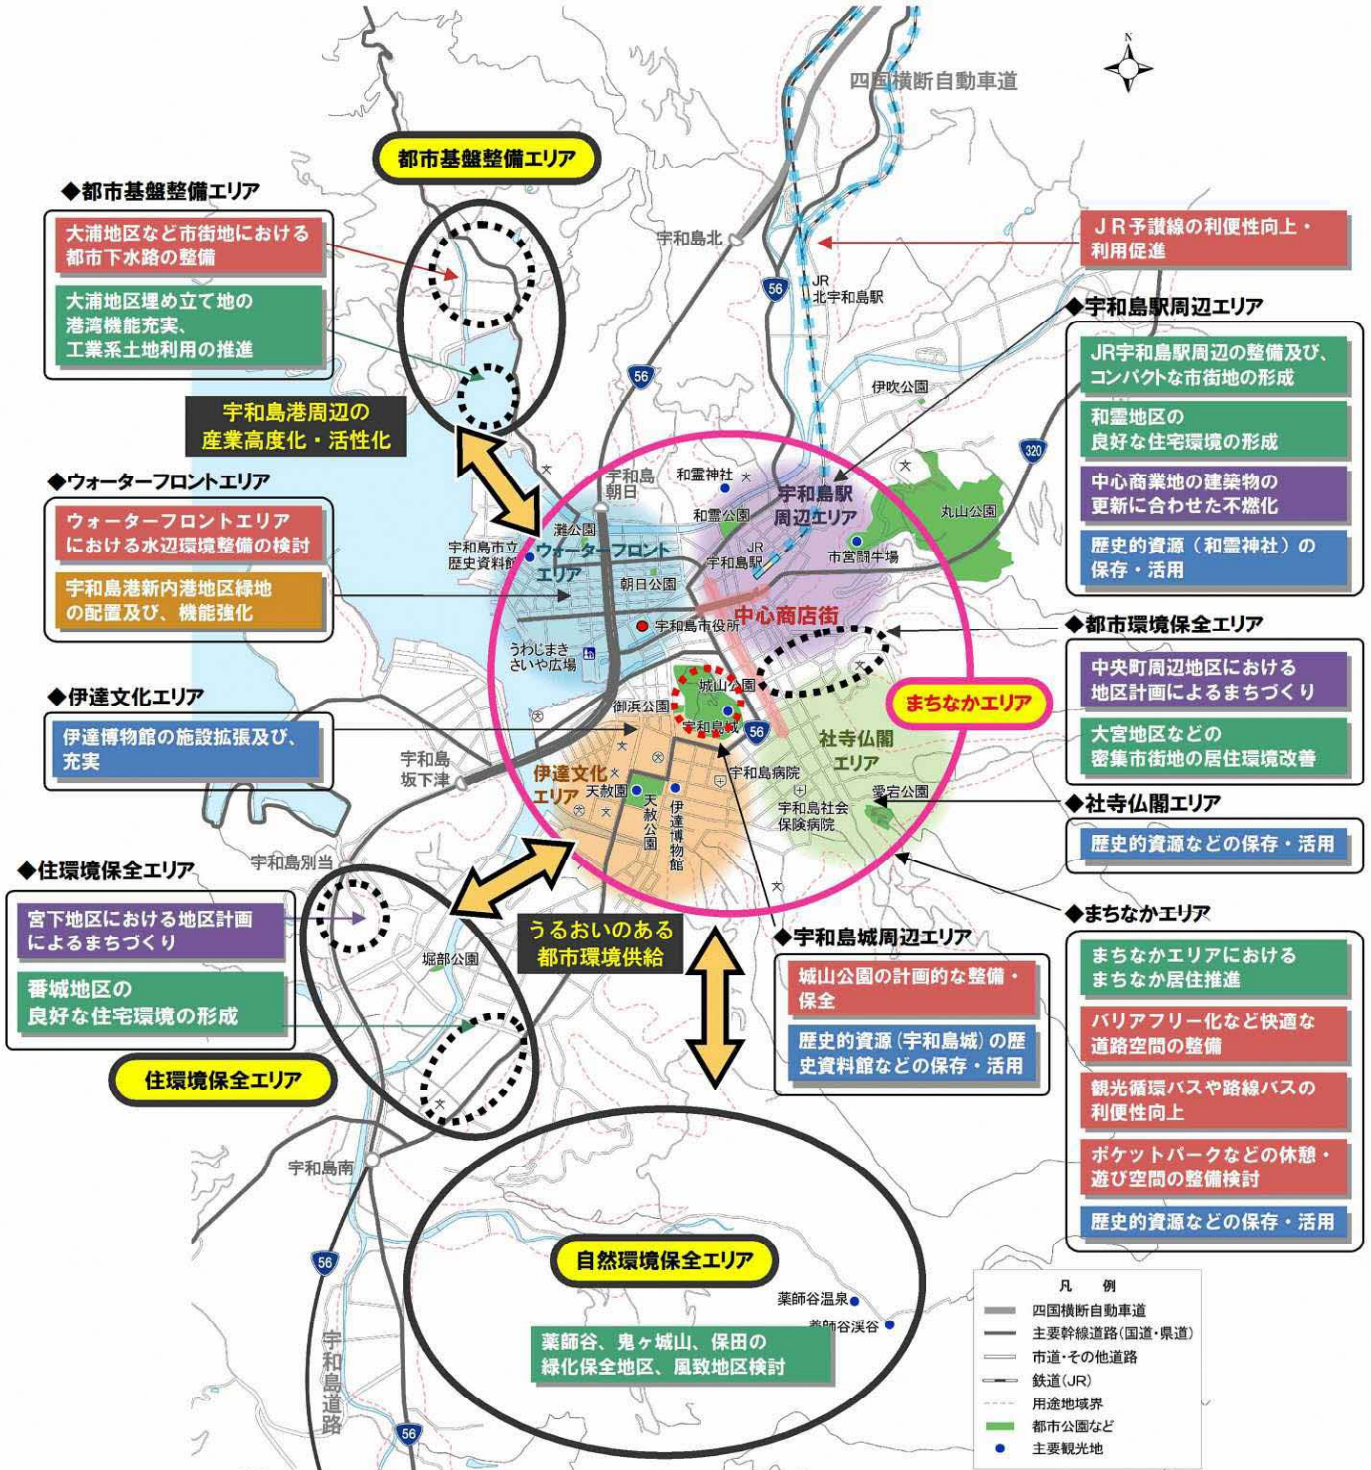 N
四国横断自動車道
都市基盤整備エリア
◆都市基盤整備エリア
大浦地区など市街地における
都市下水路の整備
大浦地区埋め立て地の
港湾機能充実、
工業系土地利用の推進
宇和島港周辺の
産業高度化・活性化
宇和島北
56
JR
北宇和島駅
JR予讃線の利便性向上・
利用促進
◆宇和島駅周辺エリア
JR宇和島駅周辺の整備及び、
コンパクトな市街地の形成
和霊地区の
良好な住宅環境の形成
中心商業地の建築物の
更新に合わせた不燃化
歴史的資源（和霊神社）の
保存・活用
56
伊吹公園
320
◆ウォーターフロントエリア
ウォーターフロントエリア
における水辺環境整備の検討
宇和島港新内港地区緑地
の配置及び、機能強化
宇和島
朝日
和霊神社
和霊公園
宇和島駅
周辺エリア
丸山公園
灘公園
宇和島市立
歴史資料館
ウォーターフロント
エリア
JR
宇和島駅
市営闘牛場
朝日公園
中心商店街
宇和島市役所
うわじまき
さいや広場
◆都市環境保全エリア
中央町周辺地区における
地区計画によるまちづくり
大宮地区などの
密集市街地の居住環境改善
◆伊達文化エリア
伊達博物館の施設拡張及び、
充実
城山公園
御浜公園
宇和島城
56
まちなかエリア
社寺仏閣
エリア
宇和島
坂下津
伊達文化
エリア
天赦園
天赦公園
伊達博物館
宇和島病院
宇和島社会
保険病院
愛宕公園
◆社寺仏閣エリア
歴史的資源などの保存・活用
宇和島別当
◆住環境保全エリア
宮下地区における地区計画
によるまちづくり
番城地区の
良好な住宅環境の形成
住環境保全エリア
堀部公園
うるおいのある
都市環境供給
◆宇和島城周辺エリア
城山公園の計画的な整備・
保全
歴史的資源（宇和島城）の歴
史資料館などの保存・活用
◆まちなかエリア
まちなかエリアにおける
まちなか居住推進
バリアフリー化など快適な
道路空間の整備
観光循環バスや路線バスの
利便性向上
ポケットパークなどの休憩・
遊び空間の整備検討
歴史的資源などの保存・活用
宇和島南
56
宇和島道路
56
自然環境保全エリア
薬師谷温泉
薬師谷渓谷
薬師谷、鬼ヶ城山、保田の
緑化保全地区、風致地区検討
凡 例
四国横断自動車道
主要幹線道路(国道・県道)
市道・その他道路
鉄道(JR)
用途地域界
都市公園など
主要観光地